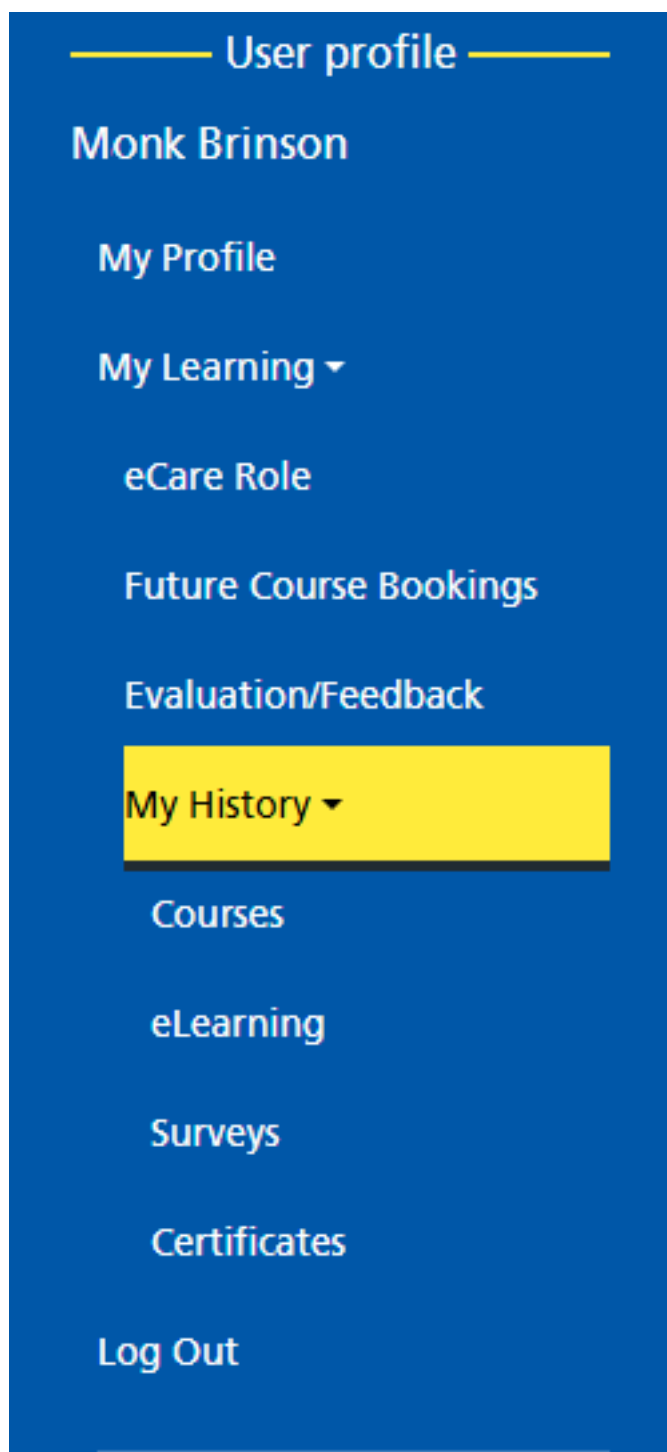 User profile
Monk Brinson
My Profile
My Learning
eCare Role
Future Course Bookings
Evaluation/Feedback
My History
Courses
eLearning
Surveys
Certificates
Log Out